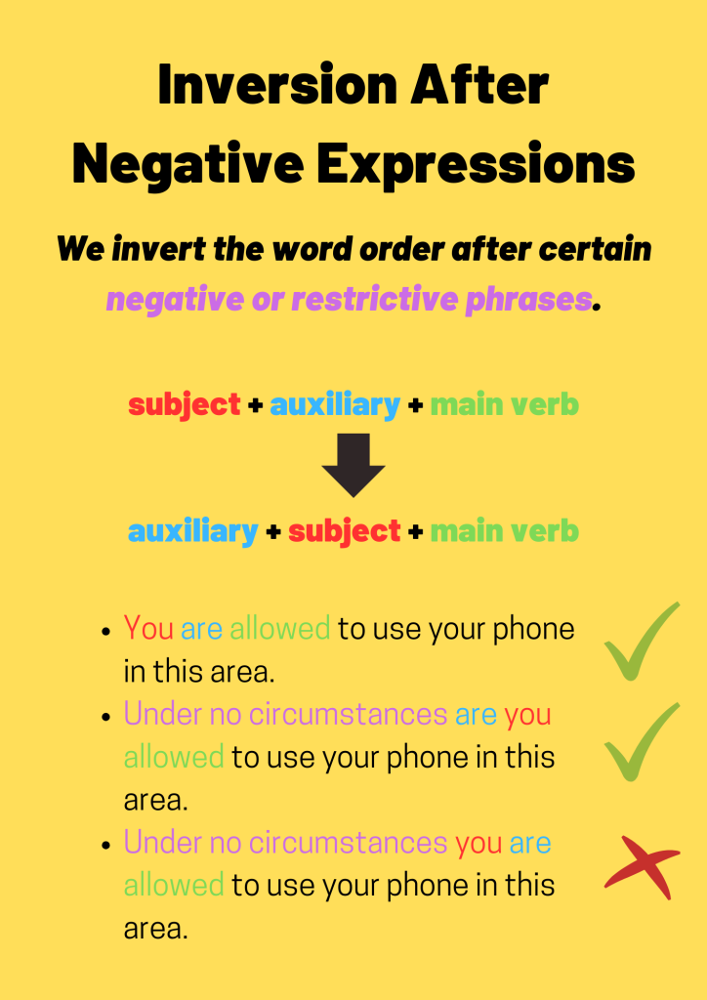 Inversion After
Negative Expressions
We invert the word order after certain
negative or restrictive phrases.
subject + auxiliary + main verb
auxiliary + subject + main verb
• You are allowed to use your phone
in this area.
• Under no circumstances are you
allowed to use your phone in this
area.
• Under no circumstances you are
allowed to use your phone in this
area.